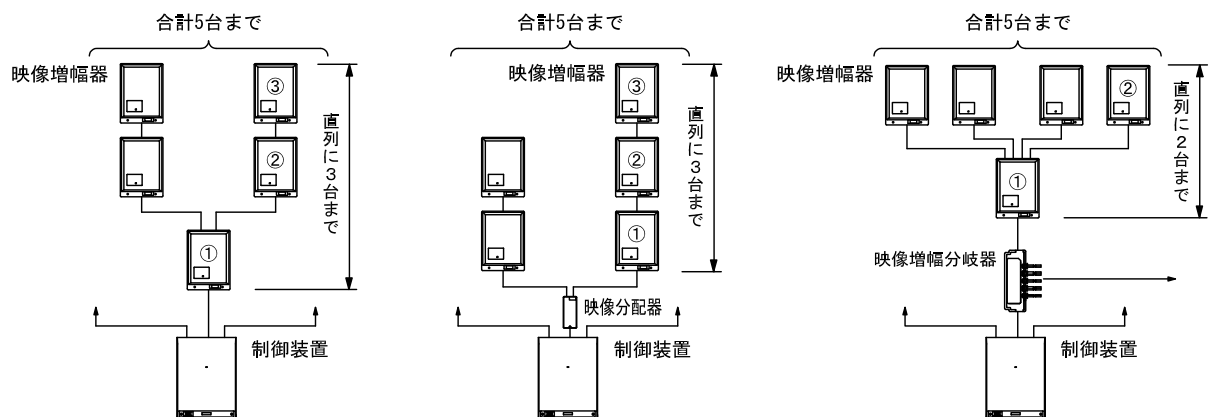 合計5台まで
映像増幅器
③
②
①
直列に3台まで
制御装置
合計5台まで
映像増幅器
③
②
①
直列に3台まで
映像分配器
制御装置
合計5台まで
映像増幅器
②
①
直列に2台まで
映像増幅分岐器
制御装置